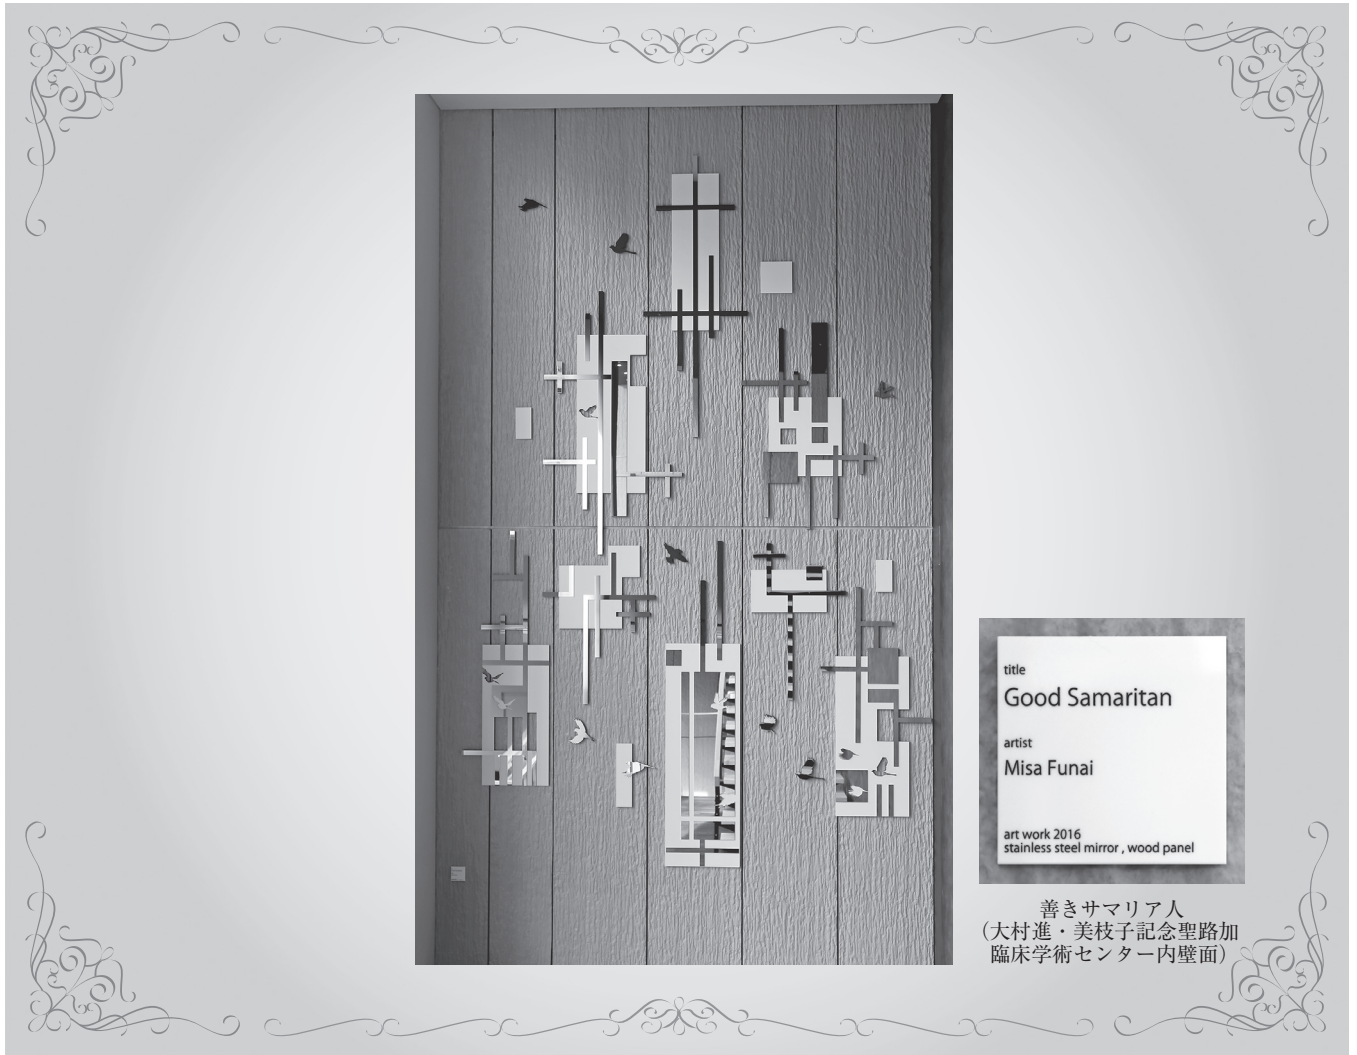 title
Good Samaritan
artist
Misa Funai
art work 2016
stainless steel mirror , wood panel
善きサマリア人
（大村進・美枝子記念聖路加
臨床学術センター内壁面）